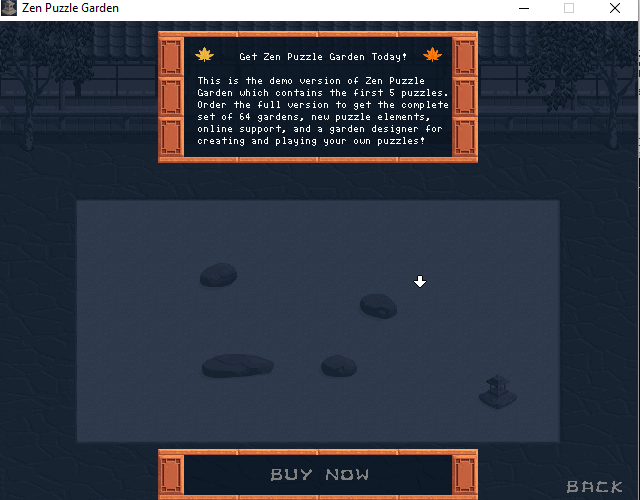 Zen Puzzle Garden
Get Zen Puzzle Garden Today!
This is the demo version of Zen Puzzle
Garden which contains the first 5 puzzles.
Order the full version to get the complete
set of 64 gardens, new puzzle elements,
online support, and a garden designer for
creating and playing your own puzzles!
BUY NOW
BACK